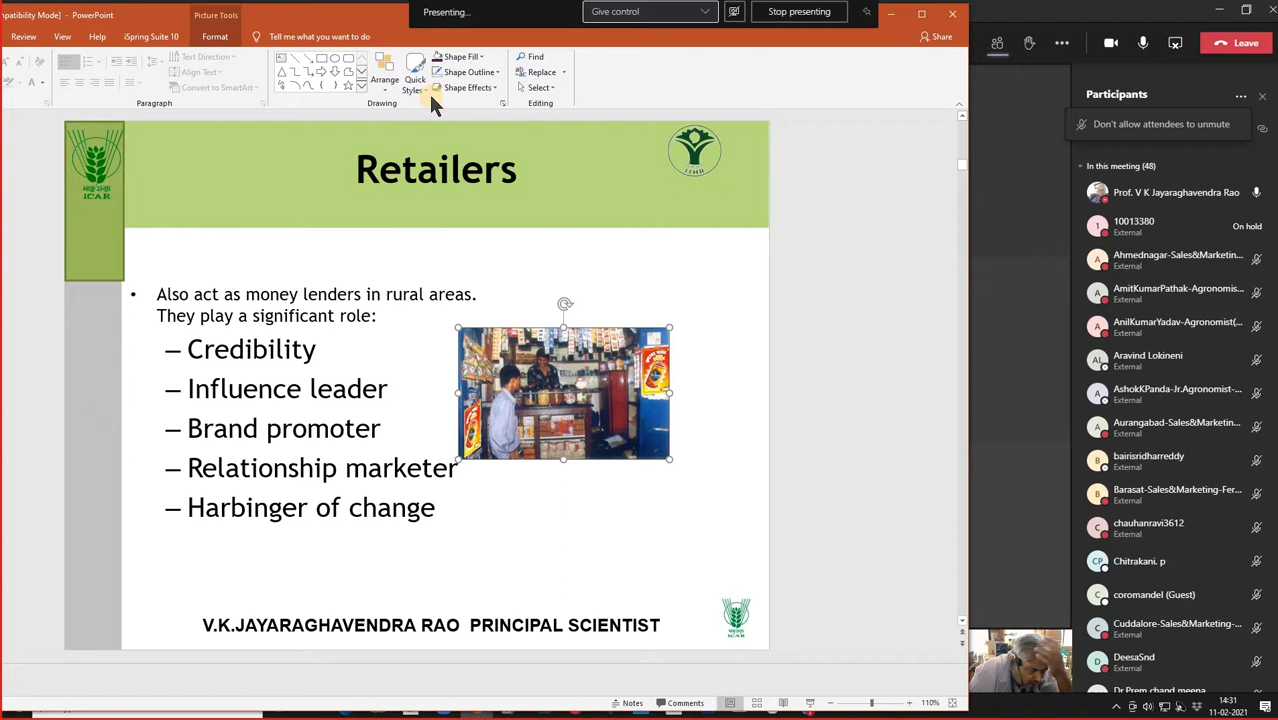 mpatibility Mode] - PowerPoint
Picture Tools
Presenting...
Give control
Stop presenting
Review View Help iSpring Suite 10 Format Tell me what you want to do
Share
Leave
Text Direction
Align Text
Convert to SmartArt
Paragraph
Arrange
Quick
Styles
Shape Fill
Shape Outline
Shape Effects
Drawing
Find
Replace
Select
Editing
Participants
Don't allow attendees to unmute
In this meeting (48)
Prof. V K Jayaraghavendra Rao
10013380
External
On hold
Ahmednagar-Sales&Marketin...
External
AmitKumarPathak-Agronomis...
External
AnilKumarYadav-Agronomist(...
External
AL
Aravind Lokineni
External
AshokKPanda-Jr.Agronomist-...
External
Aurangabad-Sales&Marketin...
External
bairisridharreddy
External
Barasat-Sales&Marketing-Fer...
External
chauhanravi3612
External
CP
Chitrakani. p
coromandel (Guest)
Cuddalore-Sales&Marketing-...
External
DeesaSnd
External
Dr Prem chand meena
Retailers
ICAR
• Also act as money lenders in rural areas.
They play a significant role:
– Credibility
– Influence leader
– Brand promoter
– Relationship marketer
– Harbinger of change
V.K.JAYARAGHAVENDRA RAO PRINCIPAL SCIENTIST
ICAR
Notes
Comments
110%
14:31
11-02-2021